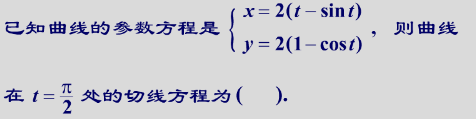 已知曲线的参数方程是 { x = 2(t − sin t)
y = 2(1 − cos t) ， 则曲线
在 t = π/2 处的切线方程为(   ).